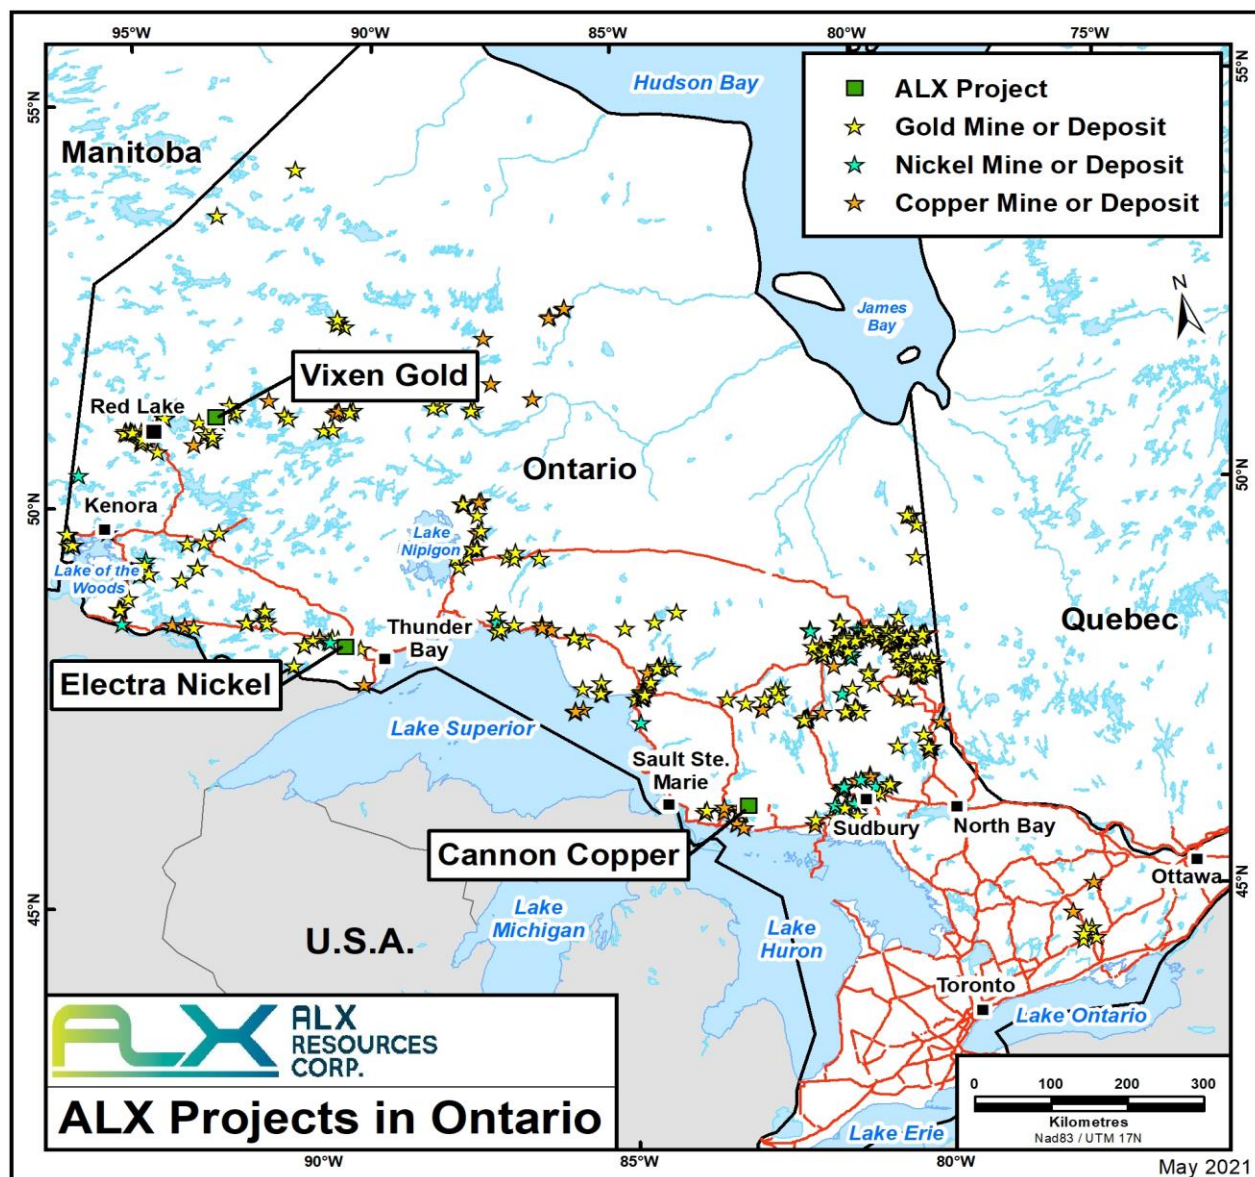 95°W
90°W
85°W
80°W
75°W
55°N
55°N
Hudson Bay
ALX Project
Gold Mine or Deposit
Nickel Mine or Deposit
Copper Mine or Deposit
Manitoba
N
James
Bay
Vixen Gold
Red Lake
Ontario
50°N
50°N
Kenora
Lake
Nipigon
Lake of the
Woods
Quebec
Thunder
Bay
Electra Nickel
Lake Superior
Sault Ste.
Marie
Sudbury
North Bay
Cannon Copper
Ottawa
45°N
45°N
Lake
Michigan
Lake
Huron
U.S.A.
Toronto
Lake Ontario
ALX
ALX
RESOURCES
CORP.
ALX Projects in Ontario
0 100 200 300
Kilometres
Nad83 / UTM 17N
Lake Erie
90°W
85°W
80°W
May 2021